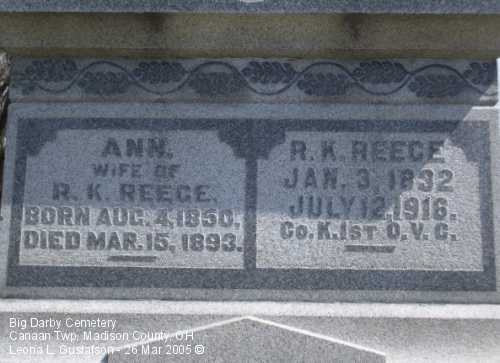 ANN.
WIFE OF
R. K. REECE.
BORN AUG. 4, 1850.
DIED MAR. 15, 1893.
R. K. REECE
JAN. 3, 1832
JULY 12, 1916.
Co. K. 1ST O. V. C.
Big Darby Cemetery
Canaan Twp, Madison County, OH
Leona L. Gustafson - 26 Mar 2005 ©